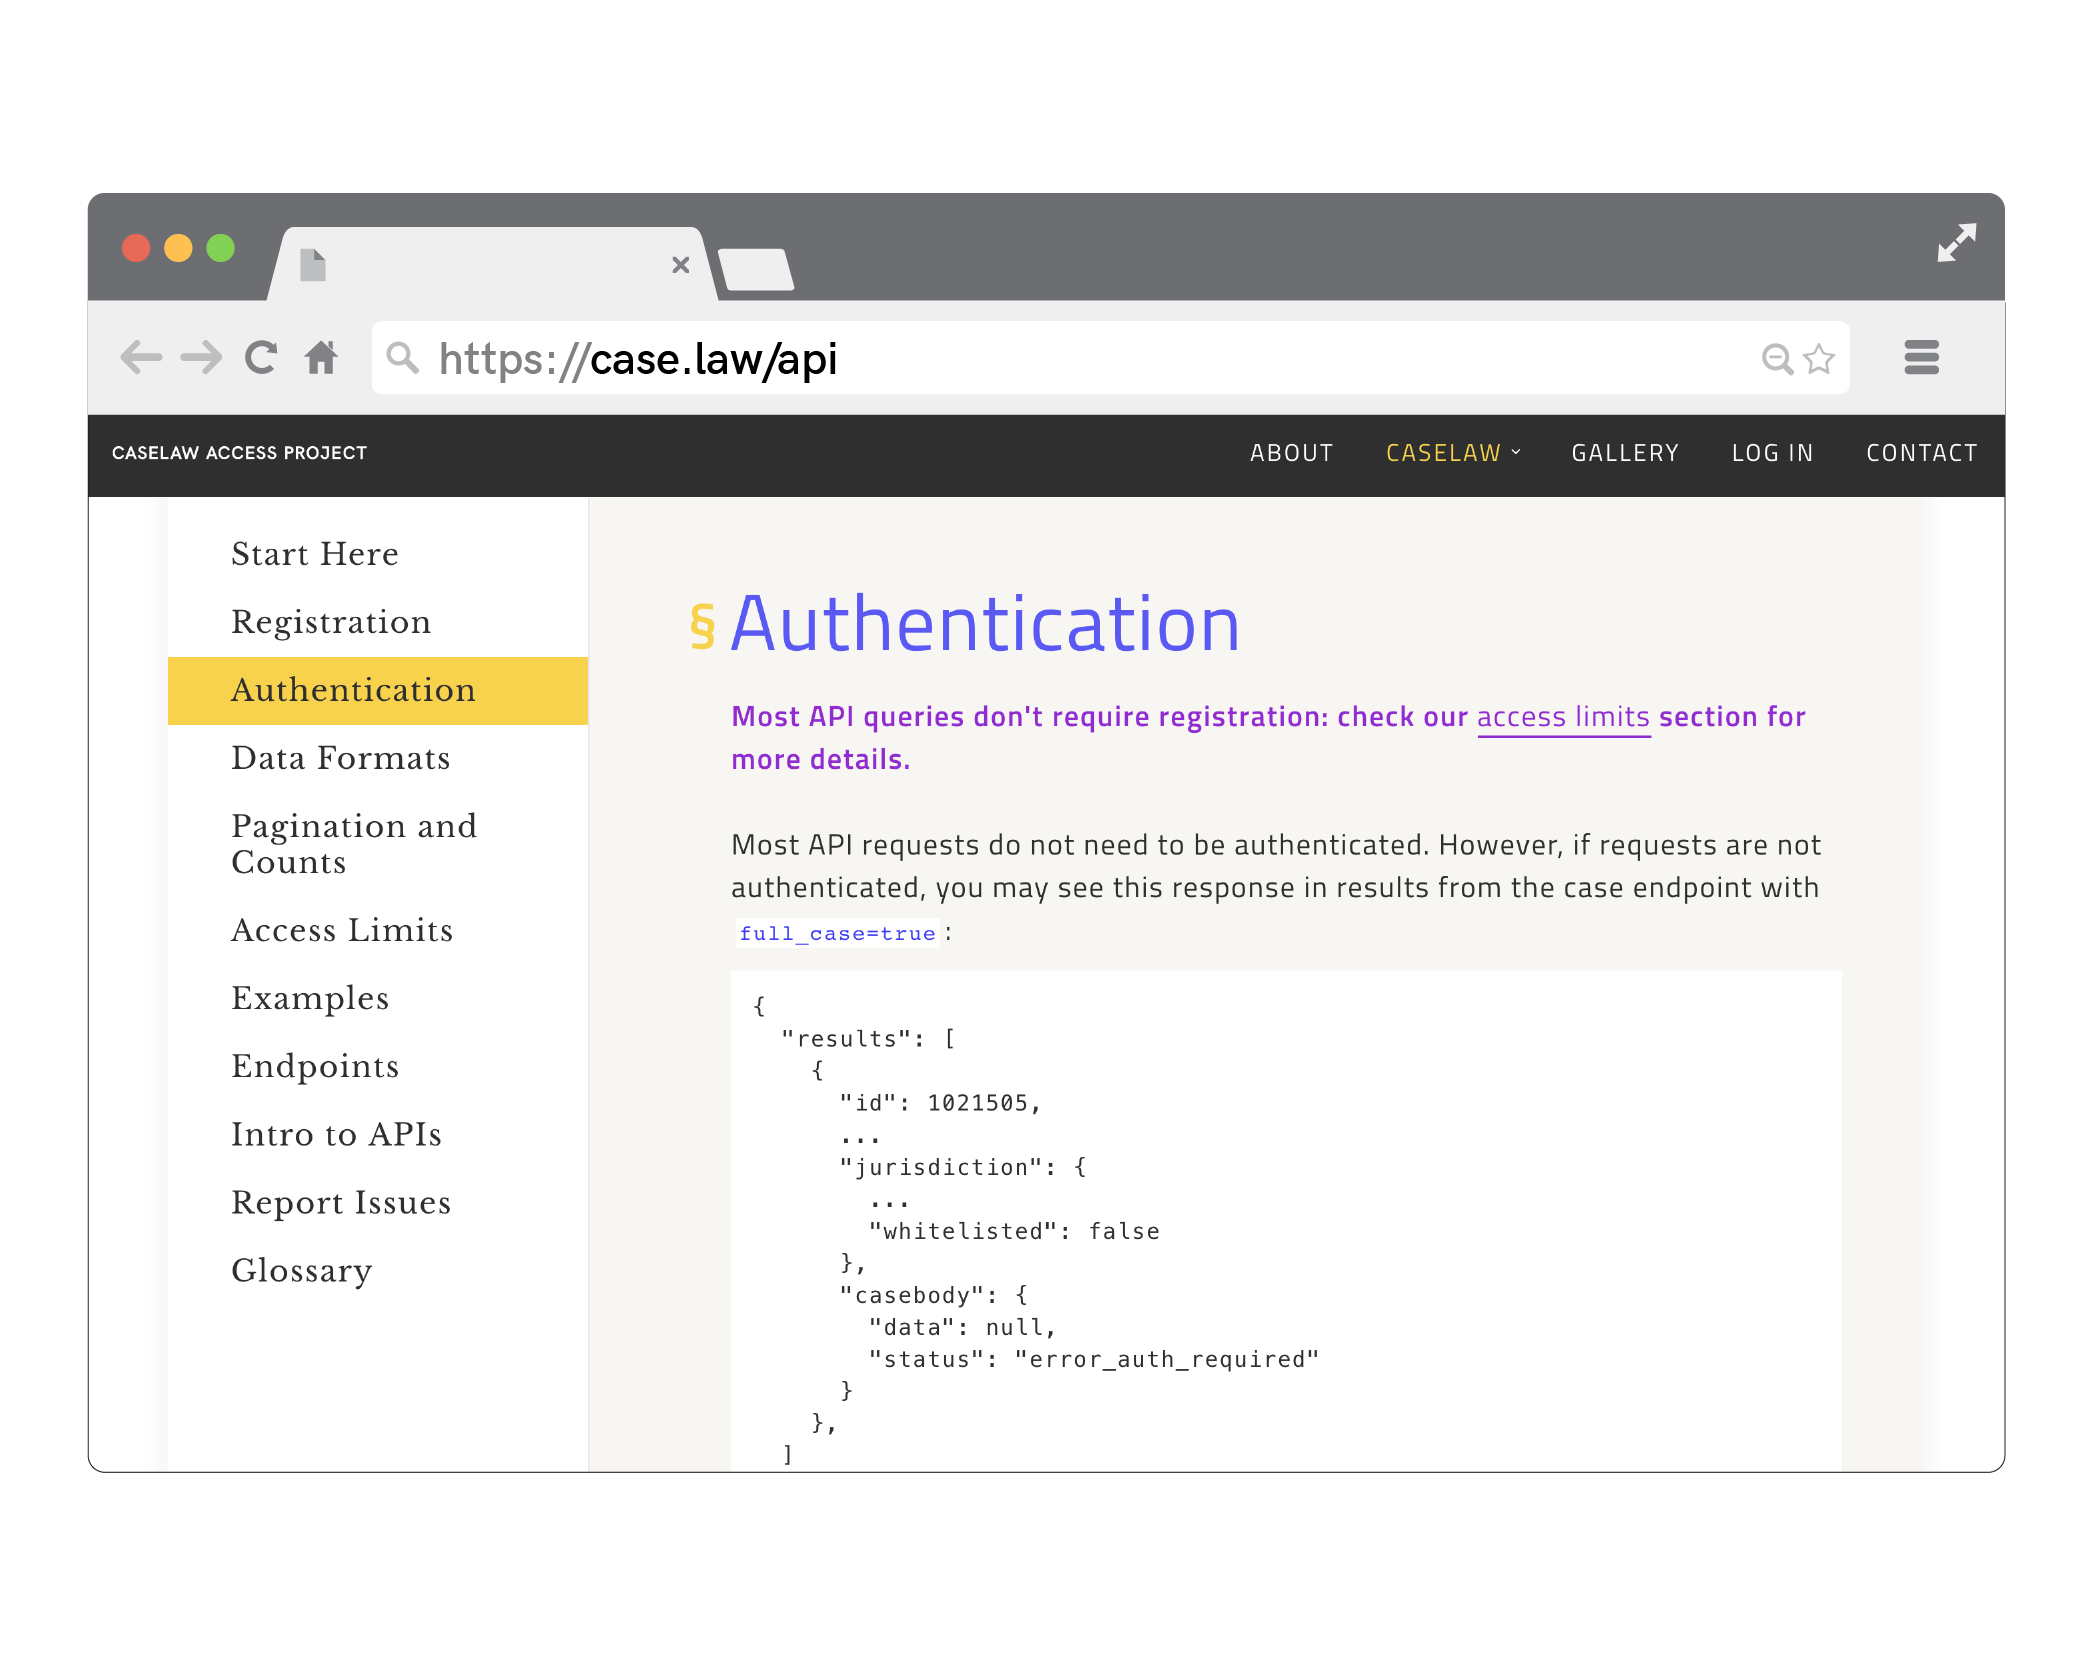 https://case.law/api
CASELAW ACCESS PROJECT
ABOUT CASELAW GALLERY LOG IN CONTACT
Start Here
Registration
Authentication
Data Formats
Pagination and
Counts
Access Limits
Examples
Endpoints
Intro to APIs
Report Issues
Glossary
§ Authentication
Most API queries don't require registration: check our access limits section for
more details.
Most API requests do not need to be authenticated. However, if requests are not
authenticated, you may see this response in results from the case endpoint with
full_case=true :
{
"results": [
{
"id": 1021505,
...
"jurisdiction": {
...
"whitelisted": false
},
"casebody": {
"data": null,
"status": "error_auth_required"
}
},
]